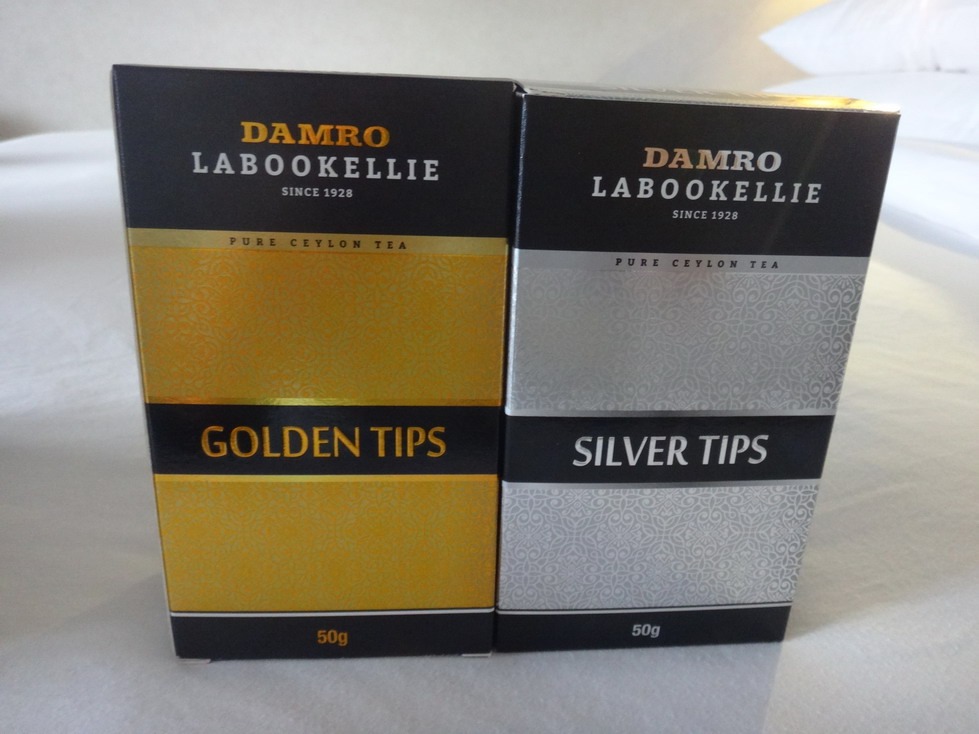 DAMRO
LABOOKELLIE
SINCE 1928
PURE CEYLON TEA
GOLDEN TIPS
50g
DAMRO
LABOOKELLIE
SINCE 1928
PURE CEYLON TEA
SILVER TIPS
50g